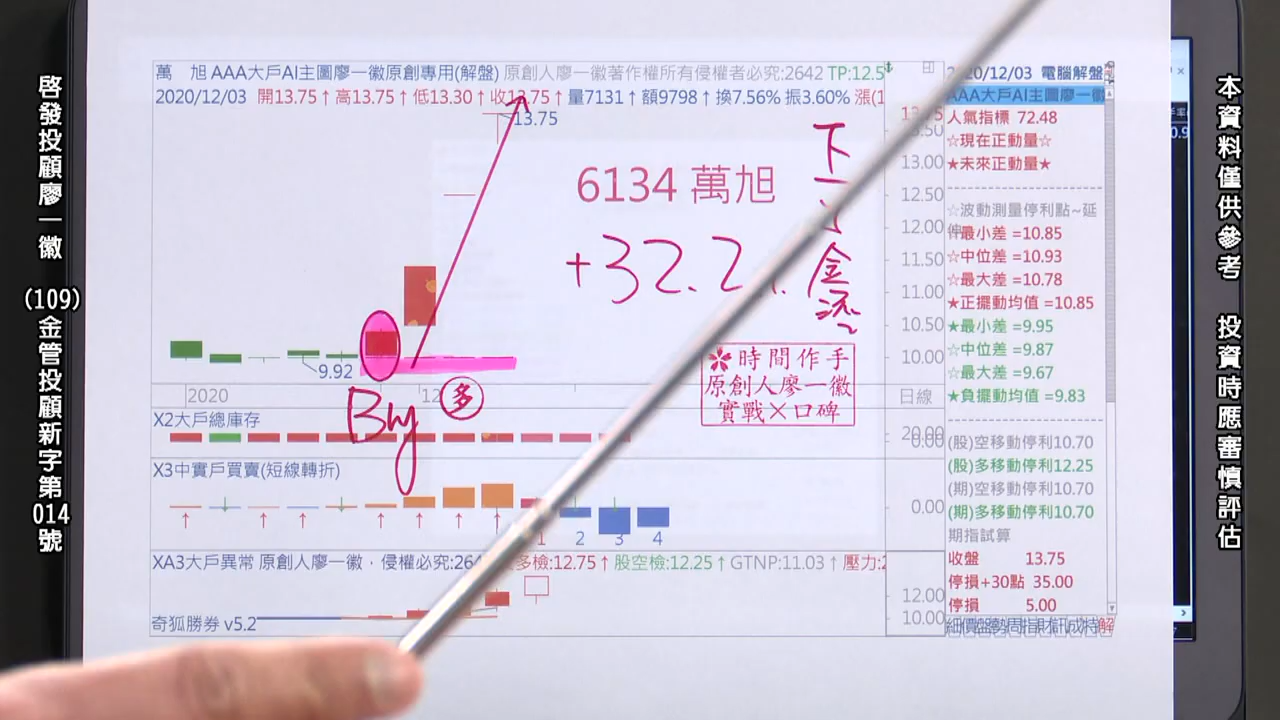 啓發投顧廖一徽 (109)金管投顧新字第014號
本資料僅供參考 投資時應審慎評估
萬 旭 AAA大戶AI主圖廖一徽原創專用(解盤) 原創人廖一徽著作權所有侵權者必究:2642 TP:12.5
2020/12/03 開13.75↑ 高13.75↑ 低13.30↑ 收13.75↑ 量7131↑ 額9798↑ 換7.56% 振3.60% 漲(1
13.75
6134 萬旭
+32.2
下
金
9.92
By
多
時間作手
原創人廖一徽
實戰×口碑
2020
12
日線
13.00
12.50
12.00
11.50
11.00
10.50
10.00
X2大戶總庫存
X3中實戶買賣(短線轉折)
0.00
1 2 3 4
XA3大戶異常 原創人廖一徽，侵權必究:264
多檢:12.75↑ 股空檢:12.25↑ GTNP:11.03↑ 壓力:2
12.00
10.00
奇狐勝券 v5.2
2020/12/03 電腦解盤
AAA大戶AI主圖廖一徽
人氣指標 72.48
☆現在正動量☆
★未來正動量★
☆波動測量停利點~延
最小差 =10.85
☆中位差 =10.93
☆最大差 =10.78
★正擺動均值 =10.85
★最小差 =9.95
☆中位差 =9.87
☆最大差 =9.67
★負擺動均值 =9.83
(股)空移動停利10.70
(股)多移動停利12.25
(期)空移動停利10.70
(期)多移動停利10.70
期指試算
收盤 13.75
停損+30點 35.00
停損 5.00